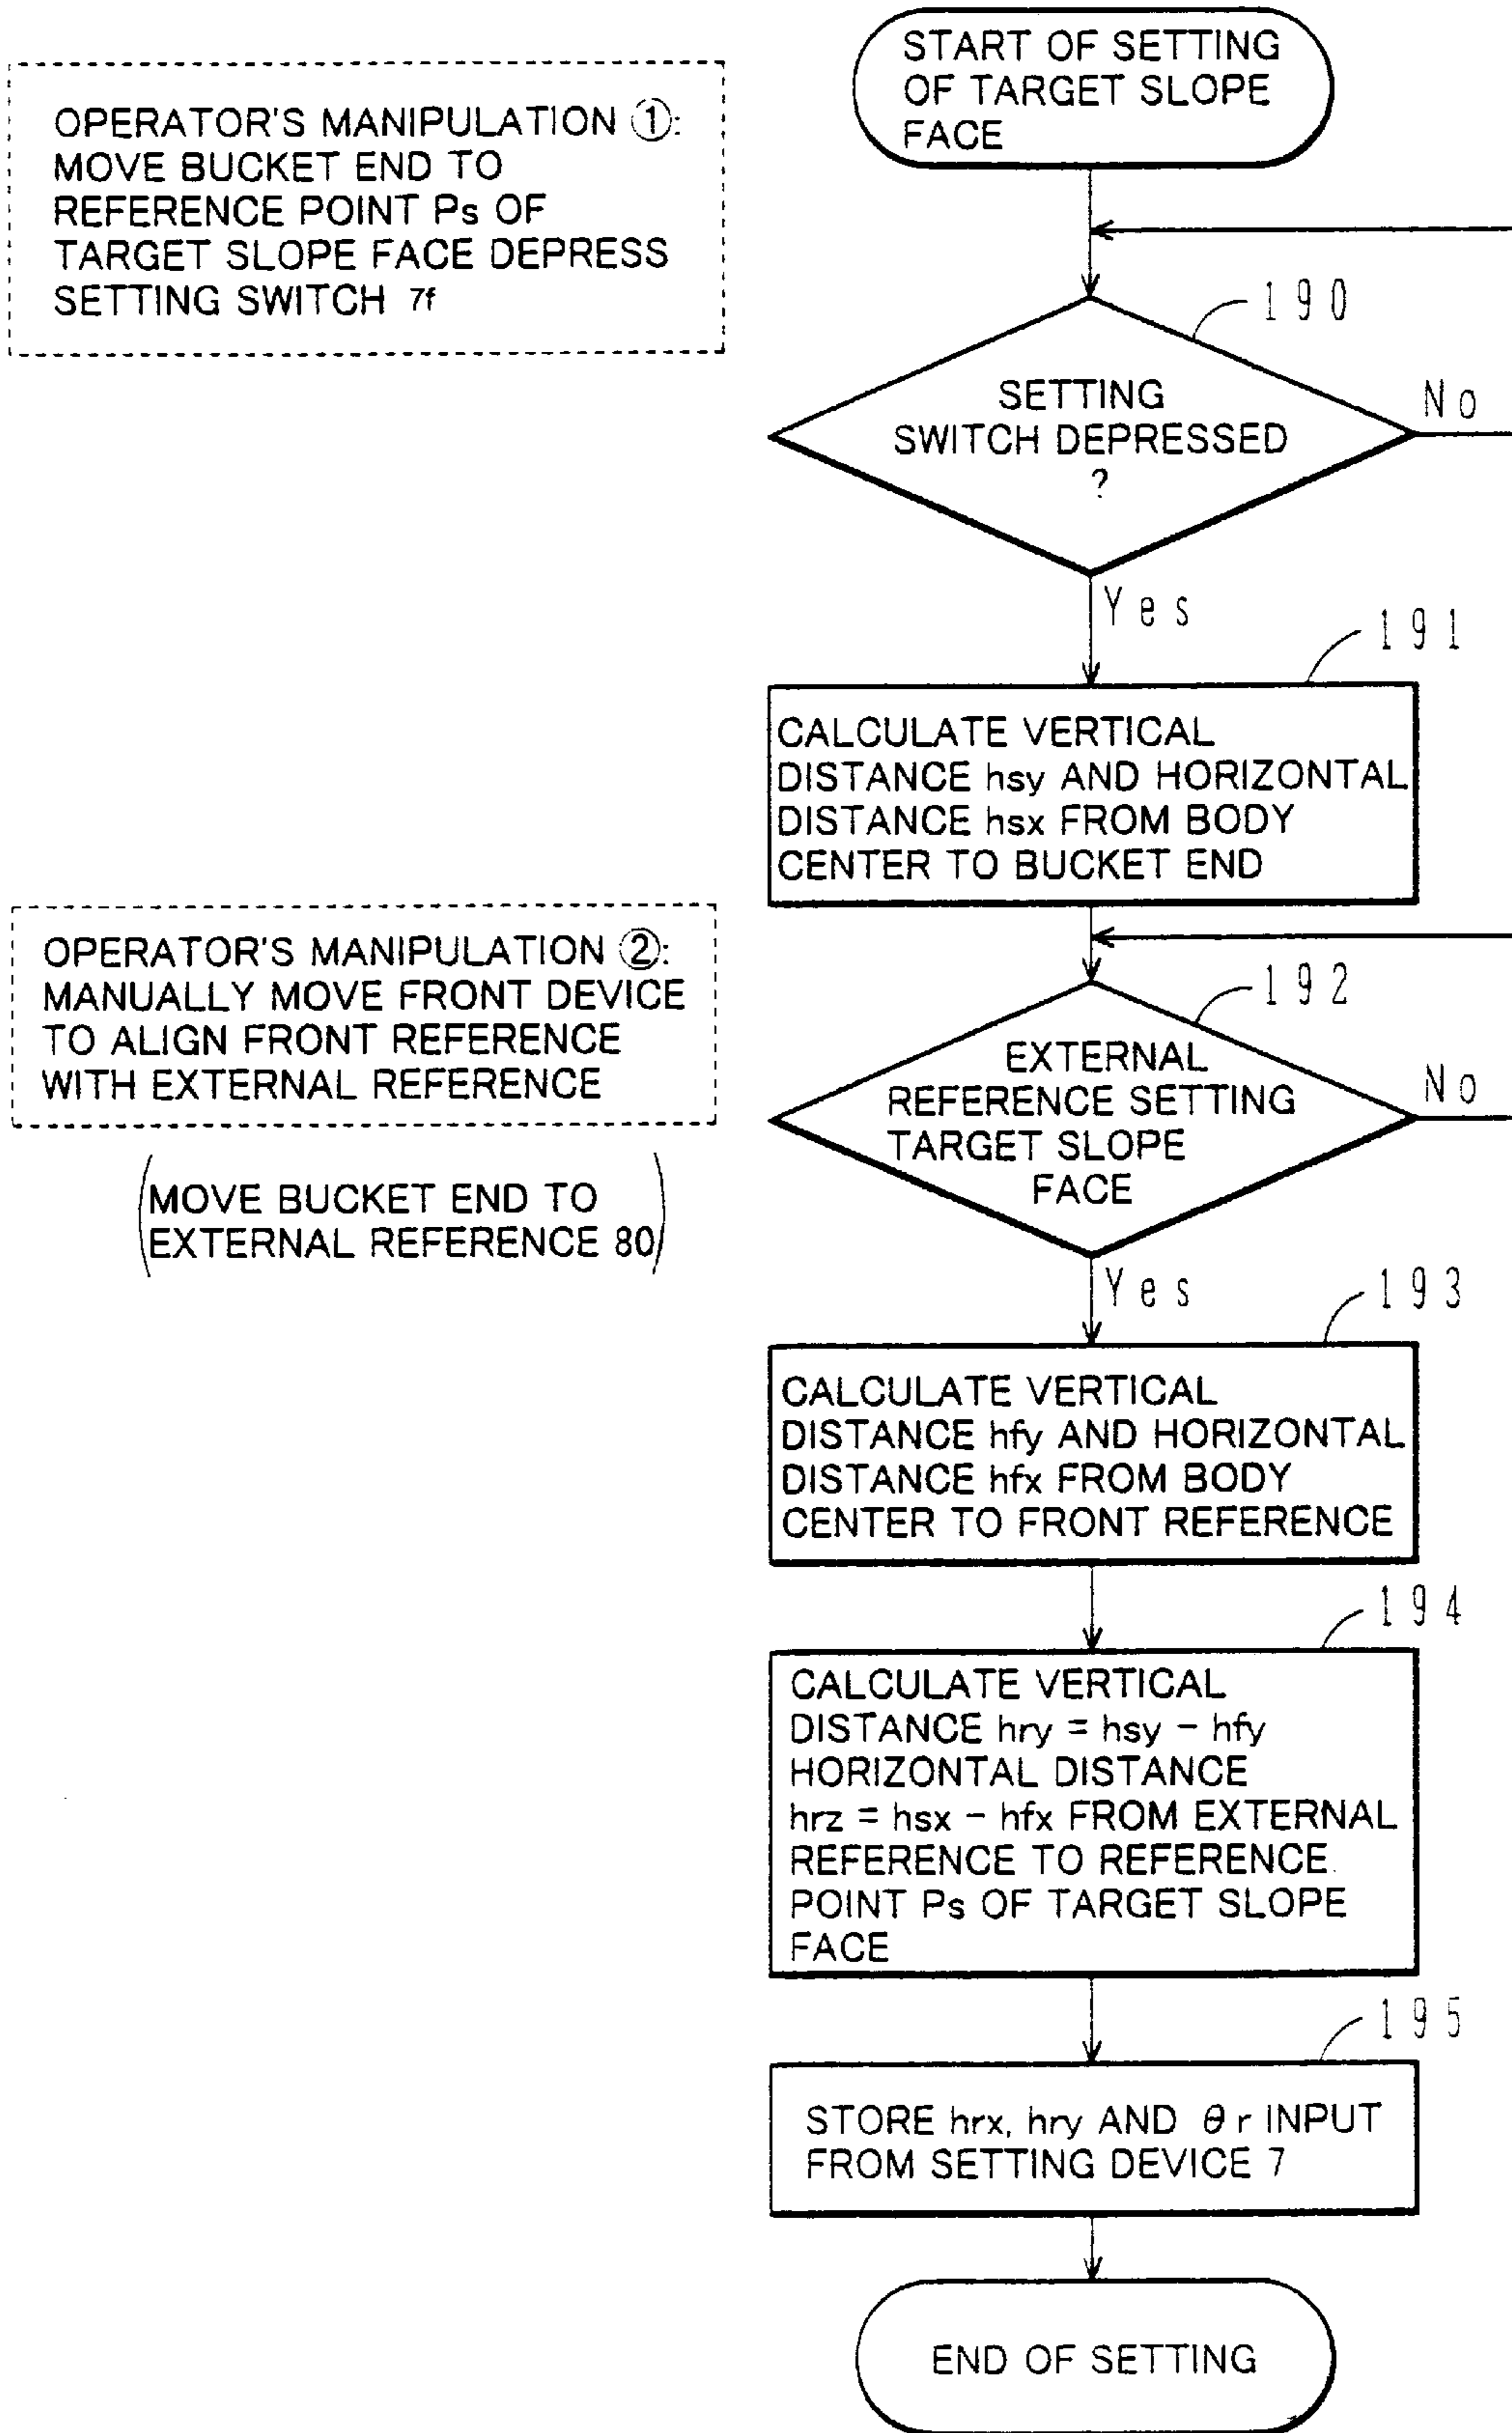 START OF SETTING
OF TARGET SLOPE
FACE
OPERATOR'S MANIPULATION ①:
MOVE BUCKET END TO
REFERENCE POINT Ps OF
TARGET SLOPE FACE DEPRESS
SETTING SWITCH 7f
190
SETTING
SWITCH DEPRESSED
?
No
Yes
191
CALCULATE VERTICAL
DISTANCE hsy AND HORIZONTAL
DISTANCE hsx FROM BODY
CENTER TO BUCKET END
OPERATOR'S MANIPULATION ②:
MANUALLY MOVE FRONT DEVICE
TO ALIGN FRONT REFERENCE
WITH EXTERNAL REFERENCE
(MOVE BUCKET END TO
EXTERNAL REFERENCE 80)
192
EXTERNAL
REFERENCE SETTING
TARGET SLOPE
FACE
No
Yes
193
CALCULATE VERTICAL
DISTANCE hfy AND HORIZONTAL
DISTANCE hfx FROM BODY
CENTER TO FRONT REFERENCE
194
CALCULATE VERTICAL
DISTANCE hry = hsy - hfy
HORIZONTAL DISTANCE
hrz = hsx - hfx FROM EXTERNAL
REFERENCE TO REFERENCE
POINT Ps OF TARGET SLOPE
FACE
195
STORE hrx, hry AND θr INPUT
FROM SETTING DEVICE 7
END OF SETTING